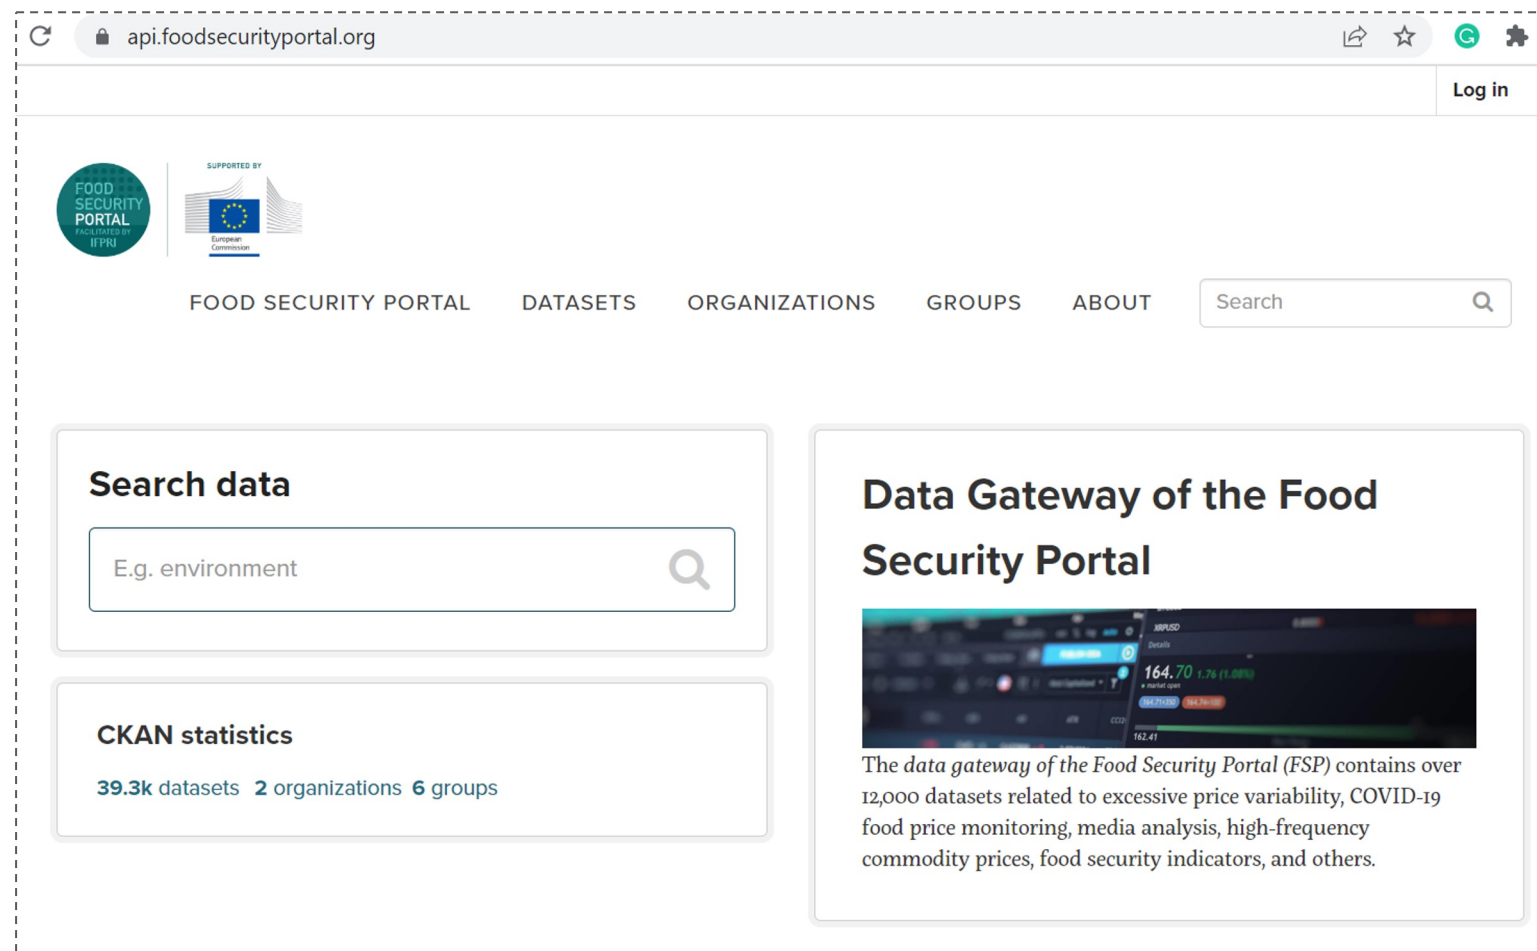 api.foodsecurityportal.org
Log in
FOOD
SECURITY
PORTAL
FACILITATED BY
IFPRI
SUPPORTED BY
European
Commission
FOOD SECURITY PORTAL DATASETS ORGANIZATIONS GROUPS ABOUT Search
Search data
E.g. environment
CKAN statistics
39.3k datasets 2 organizations 6 groups
Data Gateway of the Food
Security Portal
XRPUSD
Details
164.70 1.76 (1.08%)
market open
162.41
The data gateway of the Food Security Portal (FSP) contains over
12,000 datasets related to excessive price variability, COVID-19
food price monitoring, media analysis, high-frequency
commodity prices, food security indicators, and others.